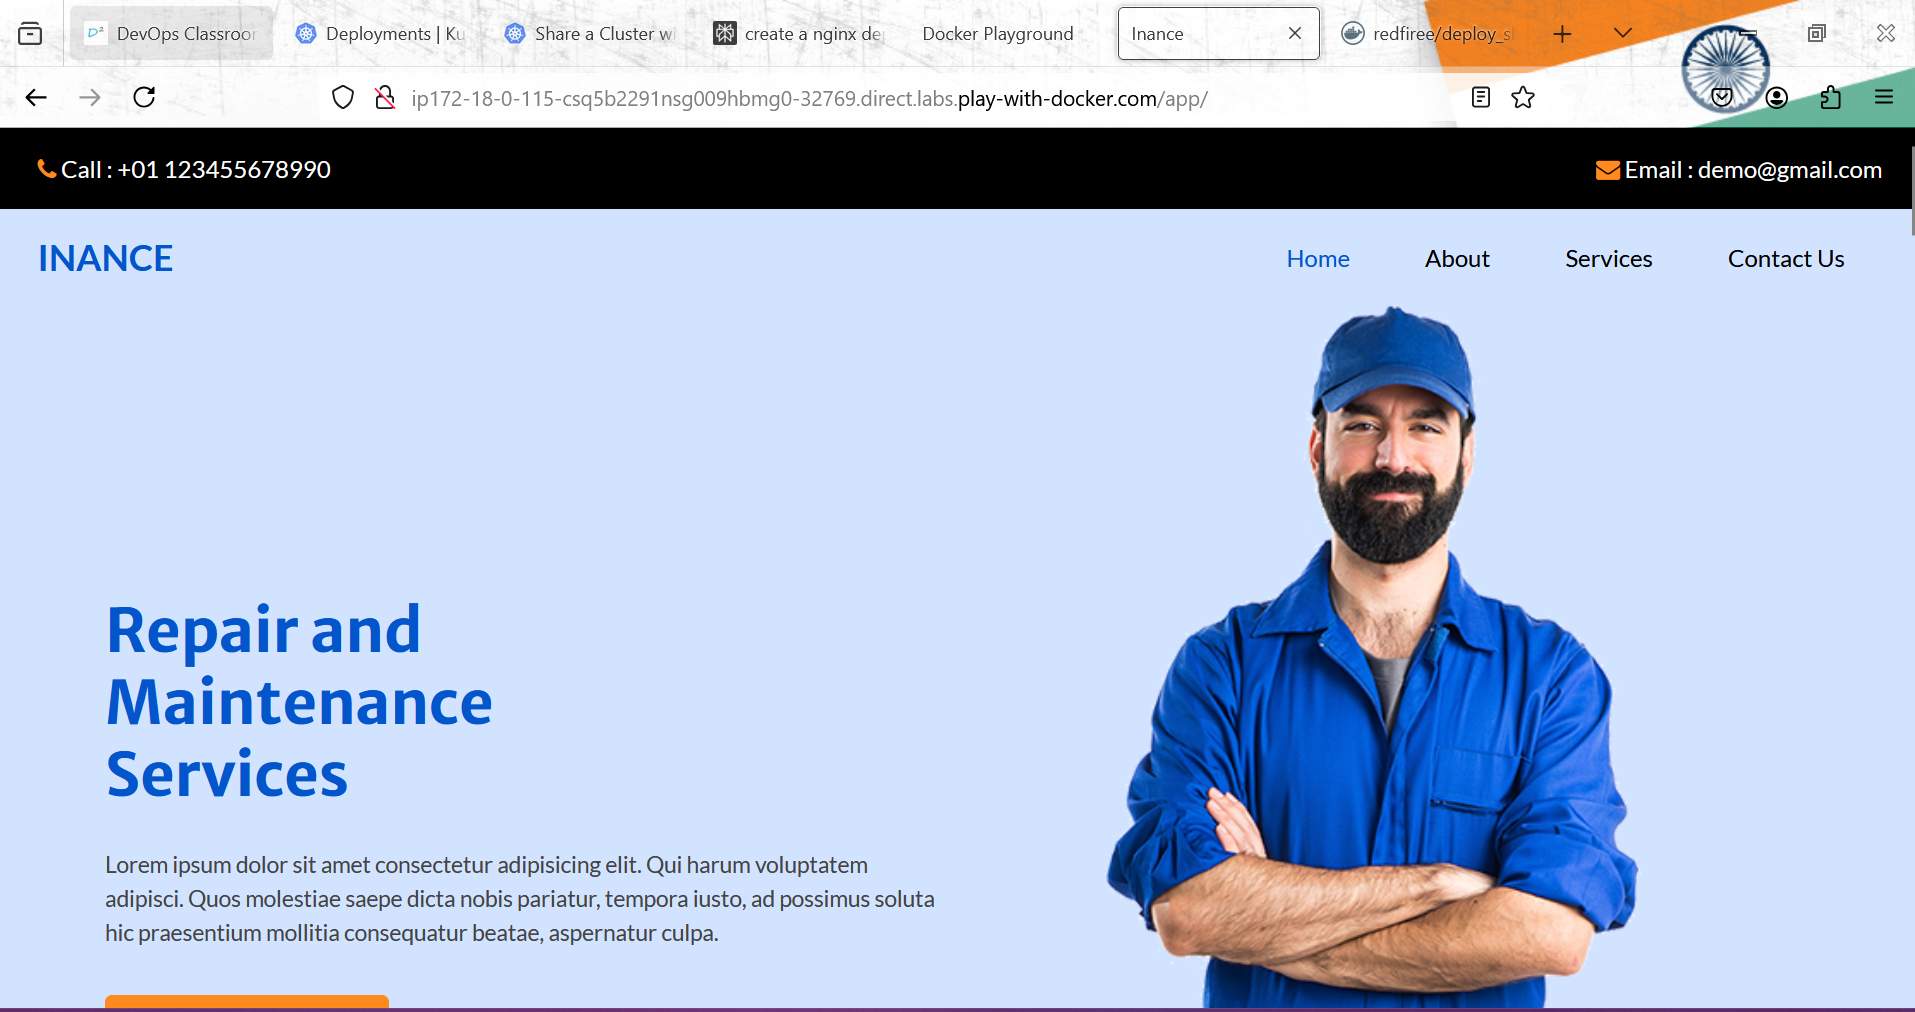 DevOps Classroor
Deployments | Ku
Share a Cluster wi
create a nginx de
Docker Playground
Inance
redfiree/deploy_s
ip172-18-0-115-csq5b2291nsg009hbmg0-32769.direct.labs.play-with-docker.com/app/
Call : +01 123455678990
Email : demo@gmail.com
INANCE
Home
About
Services
Contact Us
Repair and
Maintenance
Services
Lorem ipsum dolor sit amet consectetur adipisicing elit. Qui harum voluptatem
adipisci. Quos molestiae saepe dicta nobis pariatur, tempora iusto, ad possimus soluta
hic praesentium mollitia consequatur beatae, aspernatur culpa.